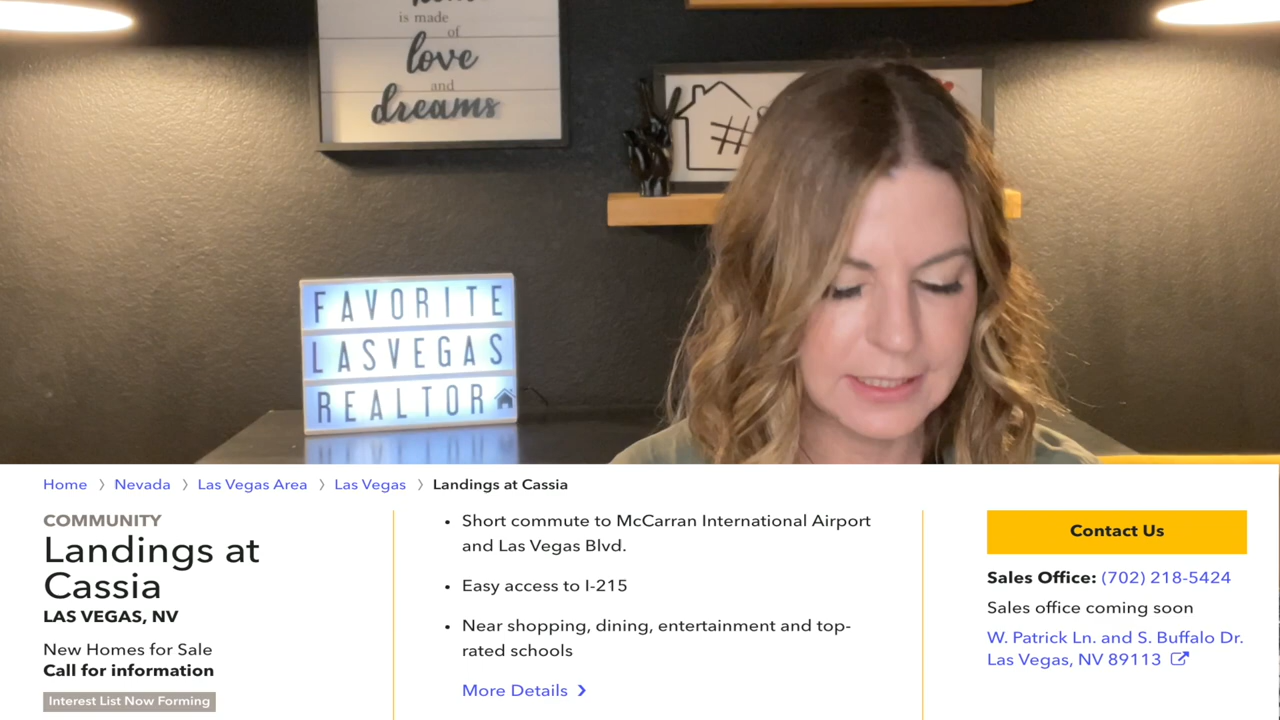 is made
of
love
and
dreams
#
FAVORITE
LASVEGAS
REALTOR
Home > Nevada > Las Vegas Area > Las Vegas > Landings at Cassia
COMMUNITY
Landings at
Cassia
LAS VEGAS, NV
New Homes for Sale
Call for information
Interest List Now Forming
• Short commute to McCarran International Airport
and Las Vegas Blvd.
• Easy access to I-215
• Near shopping, dining, entertainment and top-
rated schools
More Details >
Contact Us
Sales Office: (702) 218-5424
Sales office coming soon
W. Patrick Ln. and S. Buffalo Dr.
Las Vegas, NV 89113